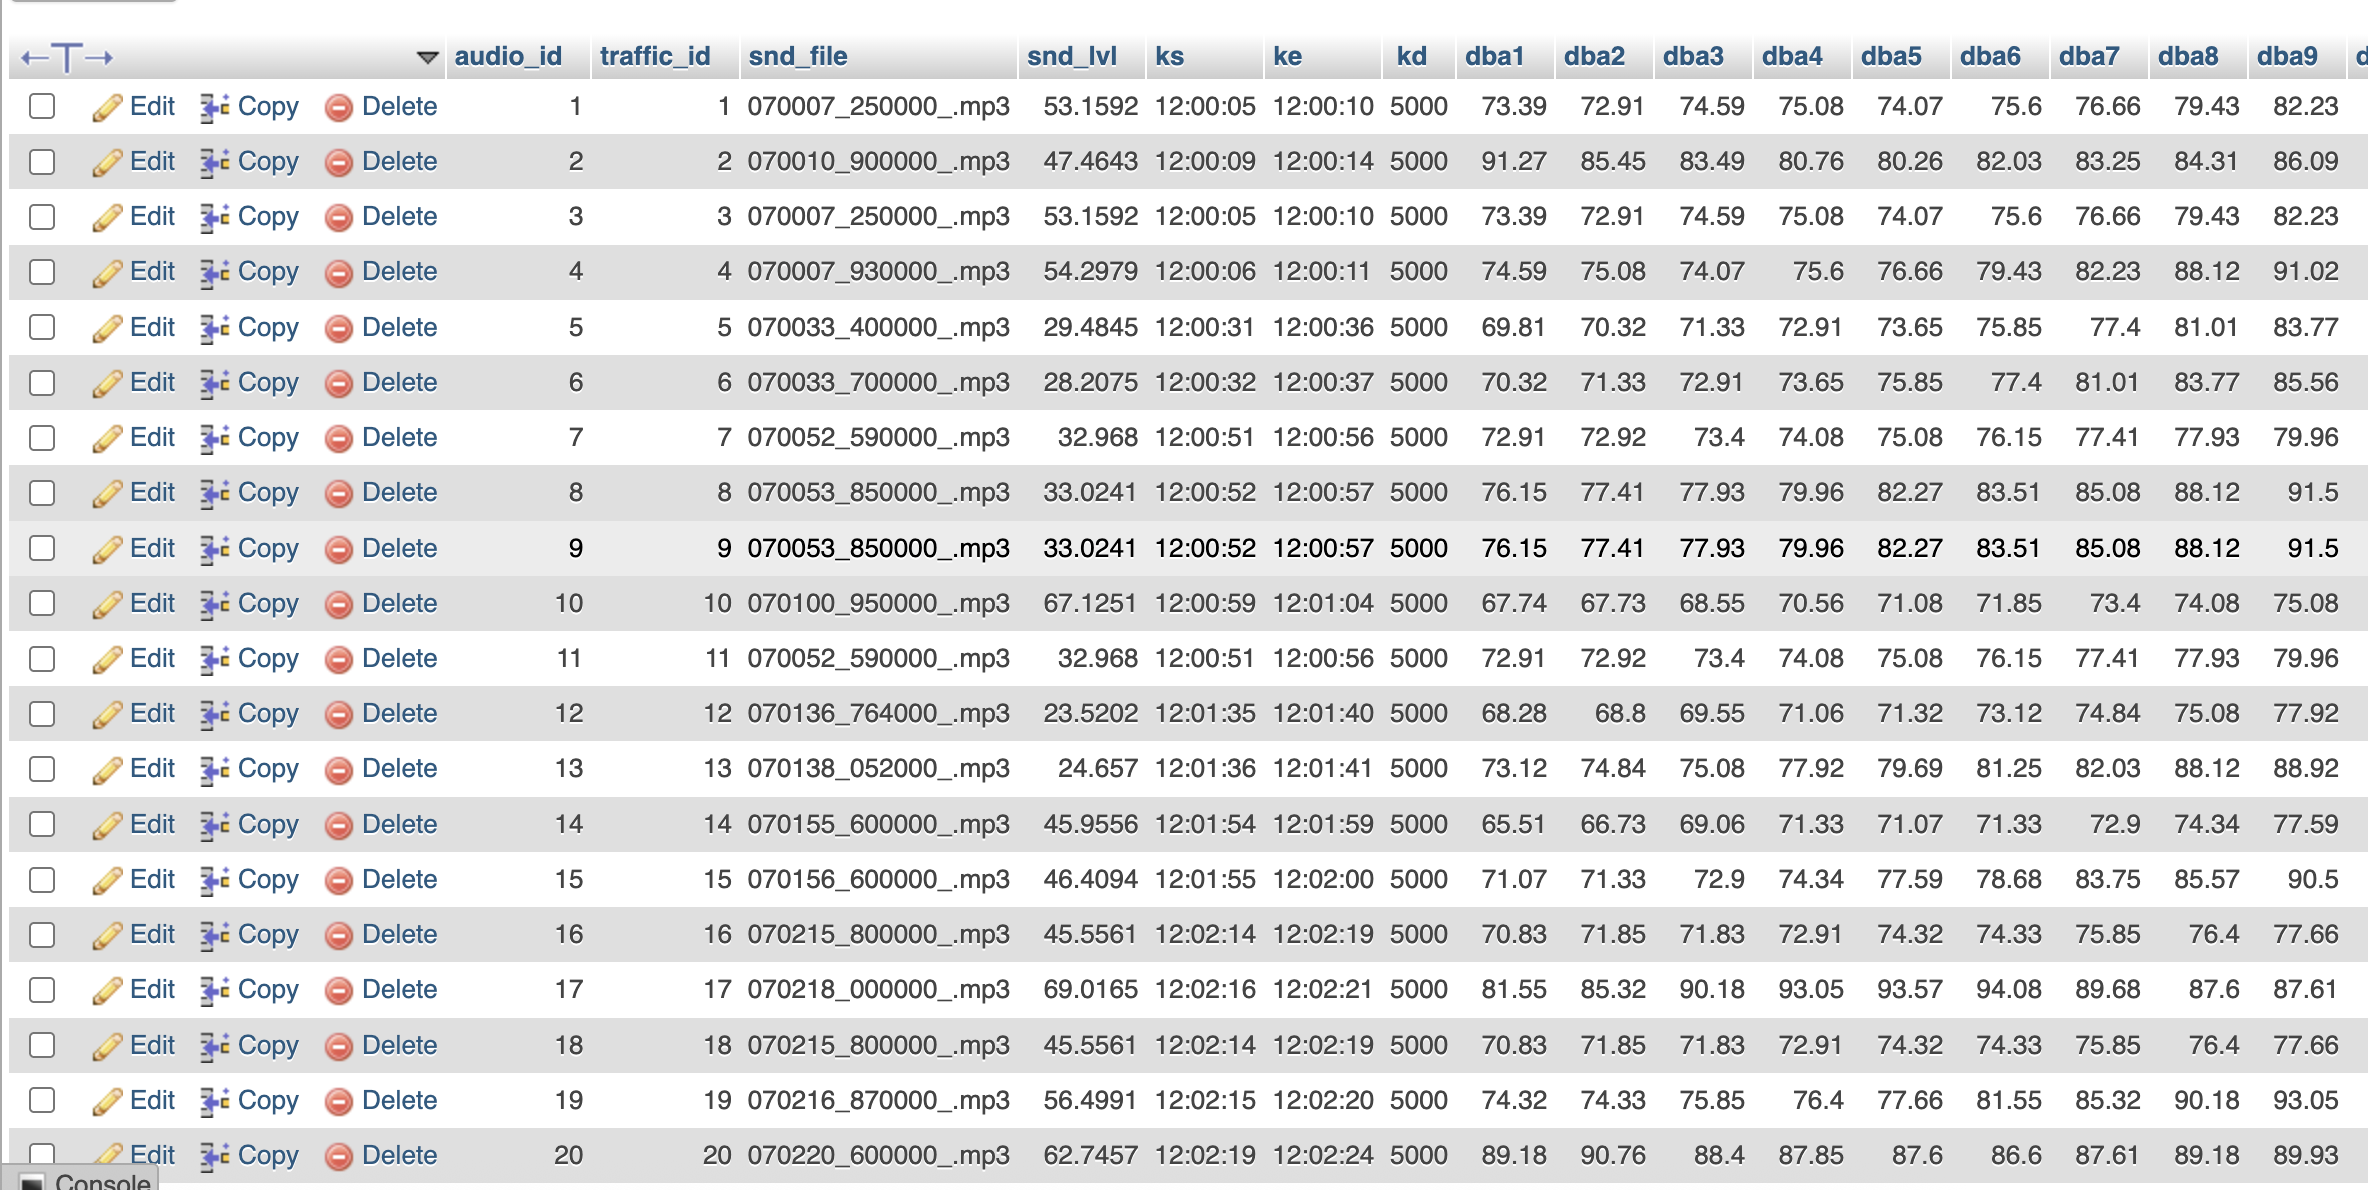 audio_id traffic_id snd_file snd_lvl ks ke kd dba1 dba2 dba3 dba4 dba5 dba6 dba7 dba8 dba9 d
Edit Copy Delete 1 1 070007_250000_.mp3 53.1592 12:00:05 12:00:10 5000 73.39 72.91 74.59 75.08 74.07 75.6 76.66 79.43 82.23
Edit Copy Delete 2 2 070010_900000_.mp3 47.4643 12:00:09 12:00:14 5000 91.27 85.45 83.49 80.76 80.26 82.03 83.25 84.31 86.09
Edit Copy Delete 3 3 070007_250000_.mp3 53.1592 12:00:05 12:00:10 5000 73.39 72.91 74.59 75.08 74.07 75.6 76.66 79.43 82.23
Edit Copy Delete 4 4 070007_930000_.mp3 54.2979 12:00:06 12:00:11 5000 74.59 75.08 74.07 75.6 76.66 79.43 82.23 88.12 91.02
Edit Copy Delete 5 5 070033_400000_.mp3 29.4845 12:00:31 12:00:36 5000 69.81 70.32 71.33 72.91 73.65 75.85 77.4 81.01 83.77
Edit Copy Delete 6 6 070033_700000_.mp3 28.2075 12:00:32 12:00:37 5000 70.32 71.33 72.91 73.65 75.85 77.4 81.01 83.77 85.56
Edit Copy Delete 7 7 070052_590000_.mp3 32.968 12:00:51 12:00:56 5000 72.91 72.92 73.4 74.08 75.08 76.15 77.41 77.93 79.96
Edit Copy Delete 8 8 070053_850000_.mp3 33.0241 12:00:52 12:00:57 5000 76.15 77.41 77.93 79.96 82.27 83.51 85.08 88.12 91.5
Edit Copy Delete 9 9 070053_850000_.mp3 33.0241 12:00:52 12:00:57 5000 76.15 77.41 77.93 79.96 82.27 83.51 85.08 88.12 91.5
Edit Copy Delete 10 10 070100_950000_.mp3 67.1251 12:00:59 12:01:04 5000 67.74 67.73 68.55 70.56 71.08 71.85 73.4 74.08 75.08
Edit Copy Delete 11 11 070052_590000_.mp3 32.968 12:00:51 12:00:56 5000 72.91 72.92 73.4 74.08 75.08 76.15 77.41 77.93 79.96
Edit Copy Delete 12 12 070136_764000_.mp3 23.5202 12:01:35 12:01:40 5000 68.28 68.8 69.55 71.06 71.32 73.12 74.84 75.08 77.92
Edit Copy Delete 13 13 070138_052000_.mp3 24.657 12:01:36 12:01:41 5000 73.12 74.84 75.08 77.92 79.69 81.25 82.03 88.12 88.92
Edit Copy Delete 14 14 070155_600000_.mp3 45.9556 12:01:54 12:01:59 5000 65.51 66.73 69.06 71.33 71.07 71.33 72.9 74.34 77.59
Edit Copy Delete 15 15 070156_600000_.mp3 46.4094 12:01:55 12:02:00 5000 71.07 71.33 72.9 74.34 77.59 78.68 83.75 85.57 90.5
Edit Copy Delete 16 16 070215_800000_.mp3 45.5561 12:02:14 12:02:19 5000 70.83 71.85 71.83 72.91 74.32 74.33 75.85 76.4 77.66
Edit Copy Delete 17 17 070218_000000_.mp3 69.0165 12:02:16 12:02:21 5000 81.55 85.32 90.18 93.05 93.57 94.08 89.68 87.6 87.61
Edit Copy Delete 18 18 070215_800000_.mp3 45.5561 12:02:14 12:02:19 5000 70.83 71.85 71.83 72.91 74.32 74.33 75.85 76.4 77.66
Edit Copy Delete 19 19 070216_870000_.mp3 56.4991 12:02:15 12:02:20 5000 74.32 74.33 75.85 76.4 77.66 81.55 85.32 90.18 93.05
Edit Copy Delete 20 20 070220_600000_.mp3 62.7457 12:02:19 12:02:24 5000 89.18 90.76 88.4 87.85 87.6 86.6 87.61 89.18 89.93
Console